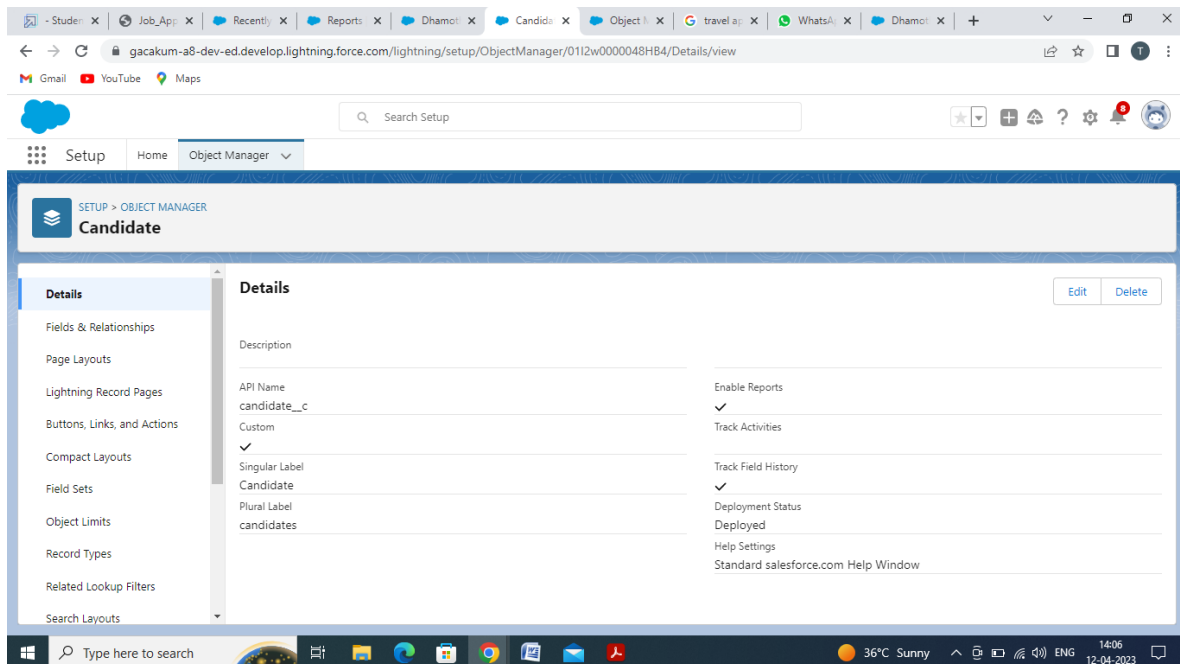 - Studen
Job_App
Recently
Reports
Dhamoti
Candida
Object M
travel ap
WhatsAp
Dhamoti
gacakum-a8-dev-ed.develop.lightning.force.com/lightning/setup/ObjectManager/01I2w0000048HB4/Details/view
T
Gmail YouTube Maps
Search Setup
8
Setup Home Object Manager
SETUP > OBJECT MANAGER
Candidate
Details
Fields & Relationships
Page Layouts
Lightning Record Pages
Buttons, Links, and Actions
Compact Layouts
Field Sets
Object Limits
Record Types
Related Lookup Filters
Search Layouts
Details
Edit Delete
Description
API Name
candidate__c
Custom
Singular Label
Candidate
Plural Label
candidates
Enable Reports
Track Activities
Track Field History
Deployment Status
Deployed
Help Settings
Standard salesforce.com Help Window
Type here to search
36°C Sunny
ENG
14:06
12-04-2023